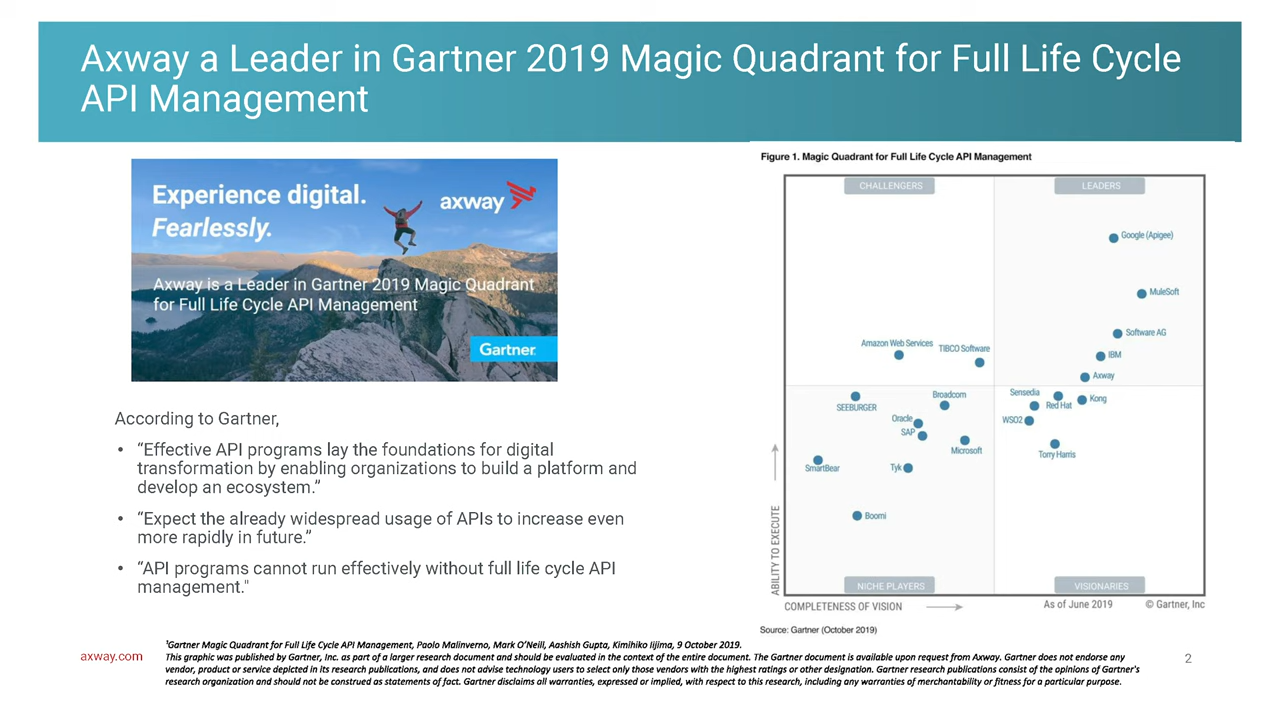 Axway a Leader in Gartner 2019 Magic Quadrant for Full Life Cycle
API Management
Experience digital.
Fearlessly.
axway
Axway is a Leader in Gartner 2019 Magic Quadrant
for Full Life Cycle API Management
Gartner
According to Gartner,
• “Effective API programs lay the foundations for digital
transformation by enabling organizations to build a platform and
develop an ecosystem.”
• “Expect the already widespread usage of APIs to increase even
more rapidly in future.”
• “API programs cannot run effectively without full life cycle API
management."
Figure 1. Magic Quadrant for Full Life Cycle API Management
CHALLENGERS
LEADERS
Google (Apigee)
MuleSoft
Software AG
Amazon Web Services
TIBCO Software
IBM
Axway
SEEBURGER
Broadcom
Sensedia
Red Hat
Kong
Oracle
SAP
WSO2
Microsoft
Torry Harris
SmartBear
Tyk
Boomi
ABILITY TO EXECUTE
NICHE PLAYERS
VISIONARIES
COMPLETENESS OF VISION
As of June 2019
© Gartner, Inc
Source: Gartner (October 2019)
axway.com
¹Gartner Magic Quadrant for Full Life Cycle API Management, Paolo Malinverno, Mark O’Neill, Aashish Gupta, Kimihiko Iijima, 9 October 2019.
This graphic was published by Gartner, Inc. as part of a larger research document and should be evaluated in the context of the entire document. The Gartner document is available upon request from Axway. Gartner does not endorse any
vendor, product or service depicted in its research publications, and does not advise technology users to select only those vendors with the highest ratings or other designation. Gartner research publications consist of the opinions of Gartner's
research organization and should not be construed as statements of fact. Gartner disclaims all warranties, expressed or implied, with respect to this research, including any warranties of merchantability or fitness for a particular purpose.
2